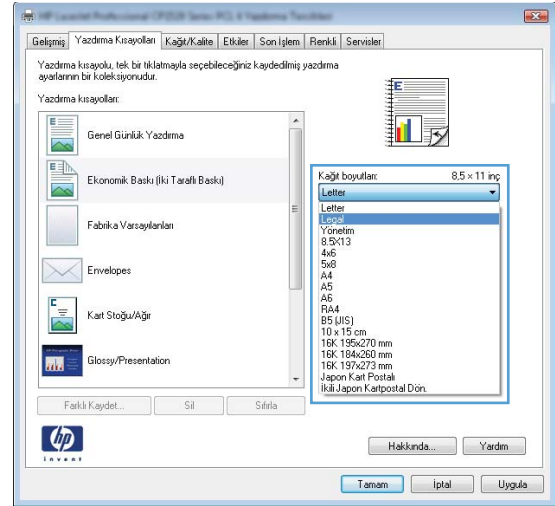 Gelişmiş Yazdırma Kısayolları Kağıt/Kalite Etkiler Son İşlem Renkli Servisler
Yazdırma kısayolu, tek bir tıklatmayla seçebileceğiniz kaydedilmiş yazdırma
ayarlarının bir koleksiyonudur.
Yazdırma kısayolları:
Genel Günlük Yazdırma
Ekonomik Baskı (İki Taraflı Baskı)
Fabrika Varsayılanları
Envelopes
Kart Stoğu/Ağır
Glossy/Presentation
Farklı Kaydet... Sil Sıfırla
Kağıt boyutları: 8,5 × 11 inç
Letter
Letter
Legal
Yönetim
8.5X13
4x6
5x8
A4
A5
A6
RA4
B5 (JIS)
10 x 15 cm
16K 195x270 mm
16K 184x260 mm
16K 197x273 mm
Japon Kart Postalı
İkili Japon Kartpostal Dön.
hp
invent
Hakkında... Yardım
Tamam İptal Uygula